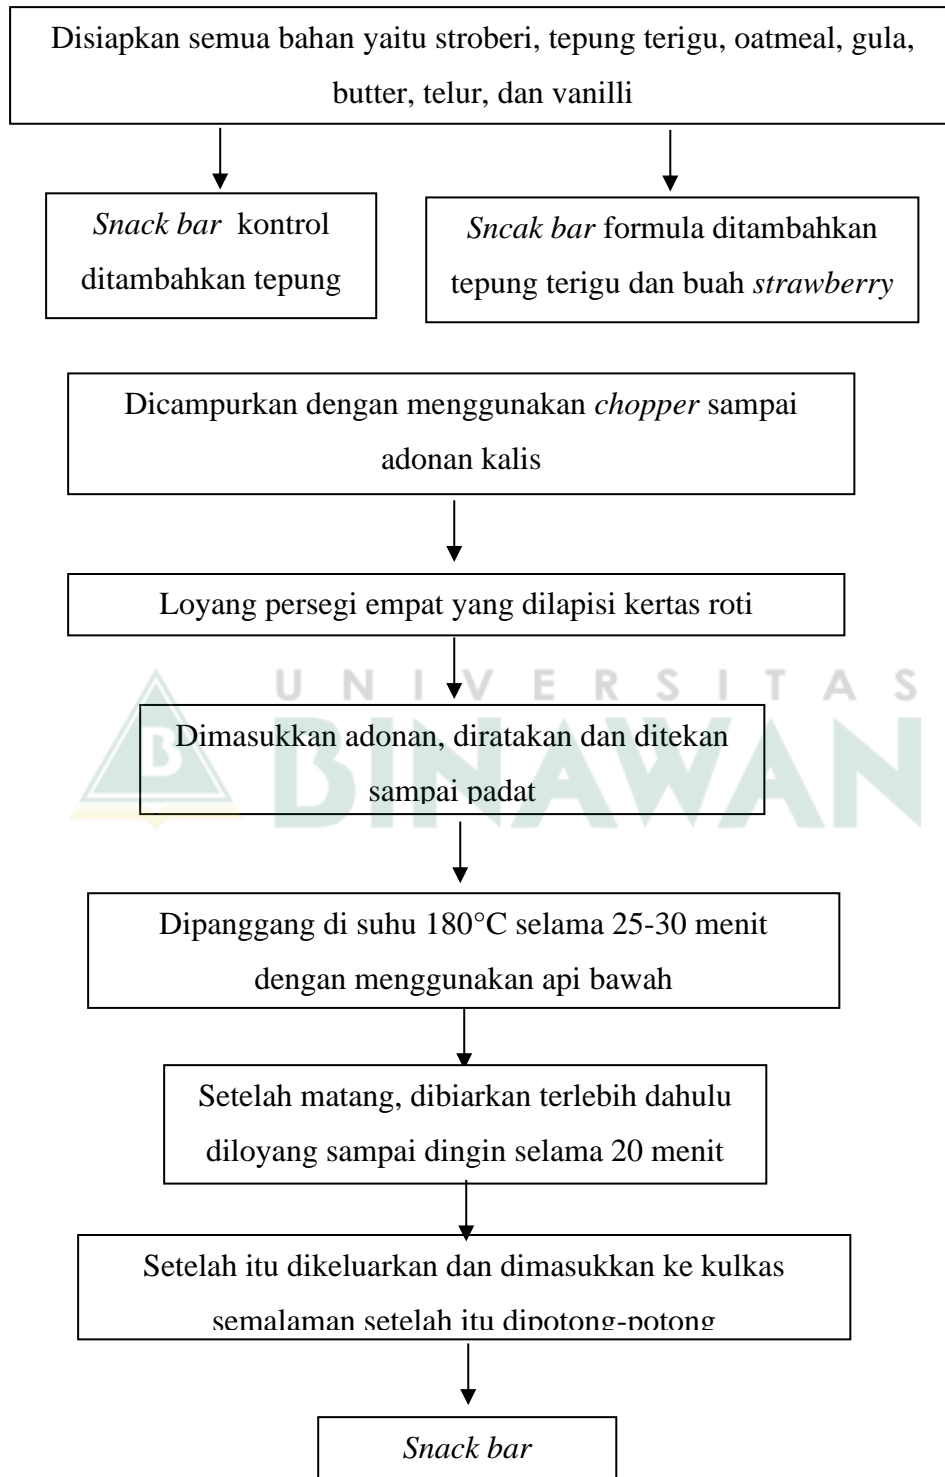 Disiapkan semua bahan yaitu stroberi, tepung terigu, oatmeal, gula,
butter, telur, dan vanilli
Snack bar kontrol
ditambahkan tepung
Sncak bar formula ditambahkan
tepung terigu dan buah strawberry
Dicampurkan dengan menggunakan chopper sampai
adonan kalis
Loyang persegi empat yang dilapisi kertas roti
UNIVERSITAS
BINAWAN
B
Dimasukkan adonan, diratakan dan ditekan
sampai padat
Dipanggang di suhu 180°C selama 25-30 menit
dengan menggunakan api bawah
Setelah matang, dibiarkan terlebih dahulu
diloyang sampai dingin selama 20 menit
Setelah itu dikeluarkan dan dimasukkan ke kulkas
semalaman setelah itu dipotong-potong
Snack bar